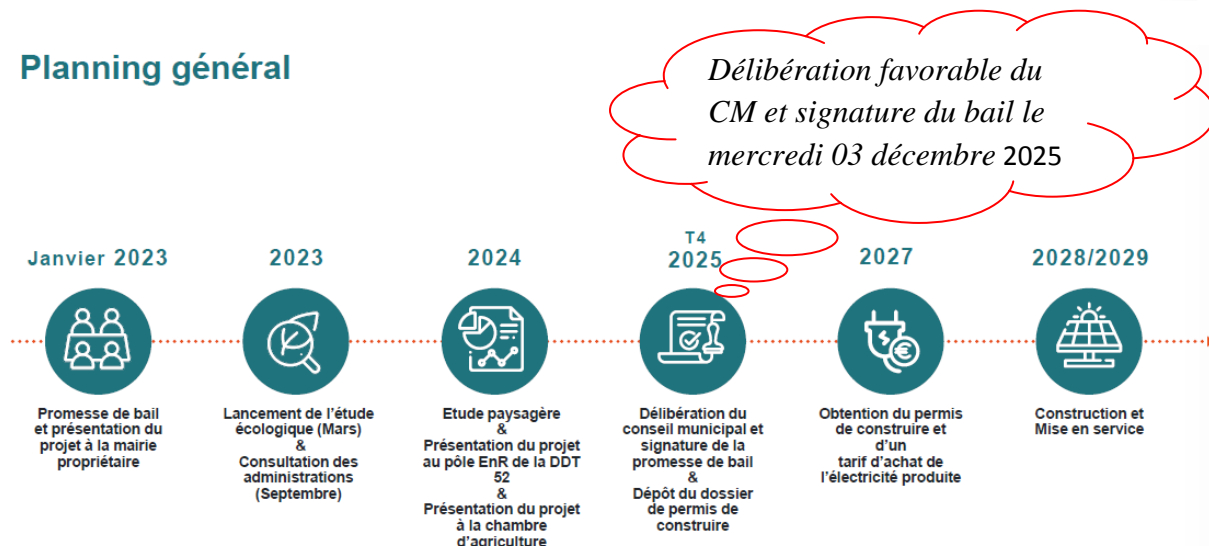 Planning général
Délibération favorable du
CM et signature du bail le
mercredi 03 décembre 2025
Janvier 2023
Promesse de bail
et présentation du
projet à la mairie
propriétaire
2023
Lancement de l'étude
écologique (Mars)
&
Consultation des
administrations
(Septembre)
2024
Etude paysagère
&
Présentation du projet
au pôle EnR de la DDT
52
&
Présentation du projet
à la chambre
d'agriculture
T4
2025
Délibération du
conseil municipal et
signature de la
promesse de bail
&
Dépôt du dossier
de permis de
construire
2027
Obtention du permis
de construire et
d'un
tarif d'achat de
l'électricité produite
2028/2029
Construction et
Mise en service